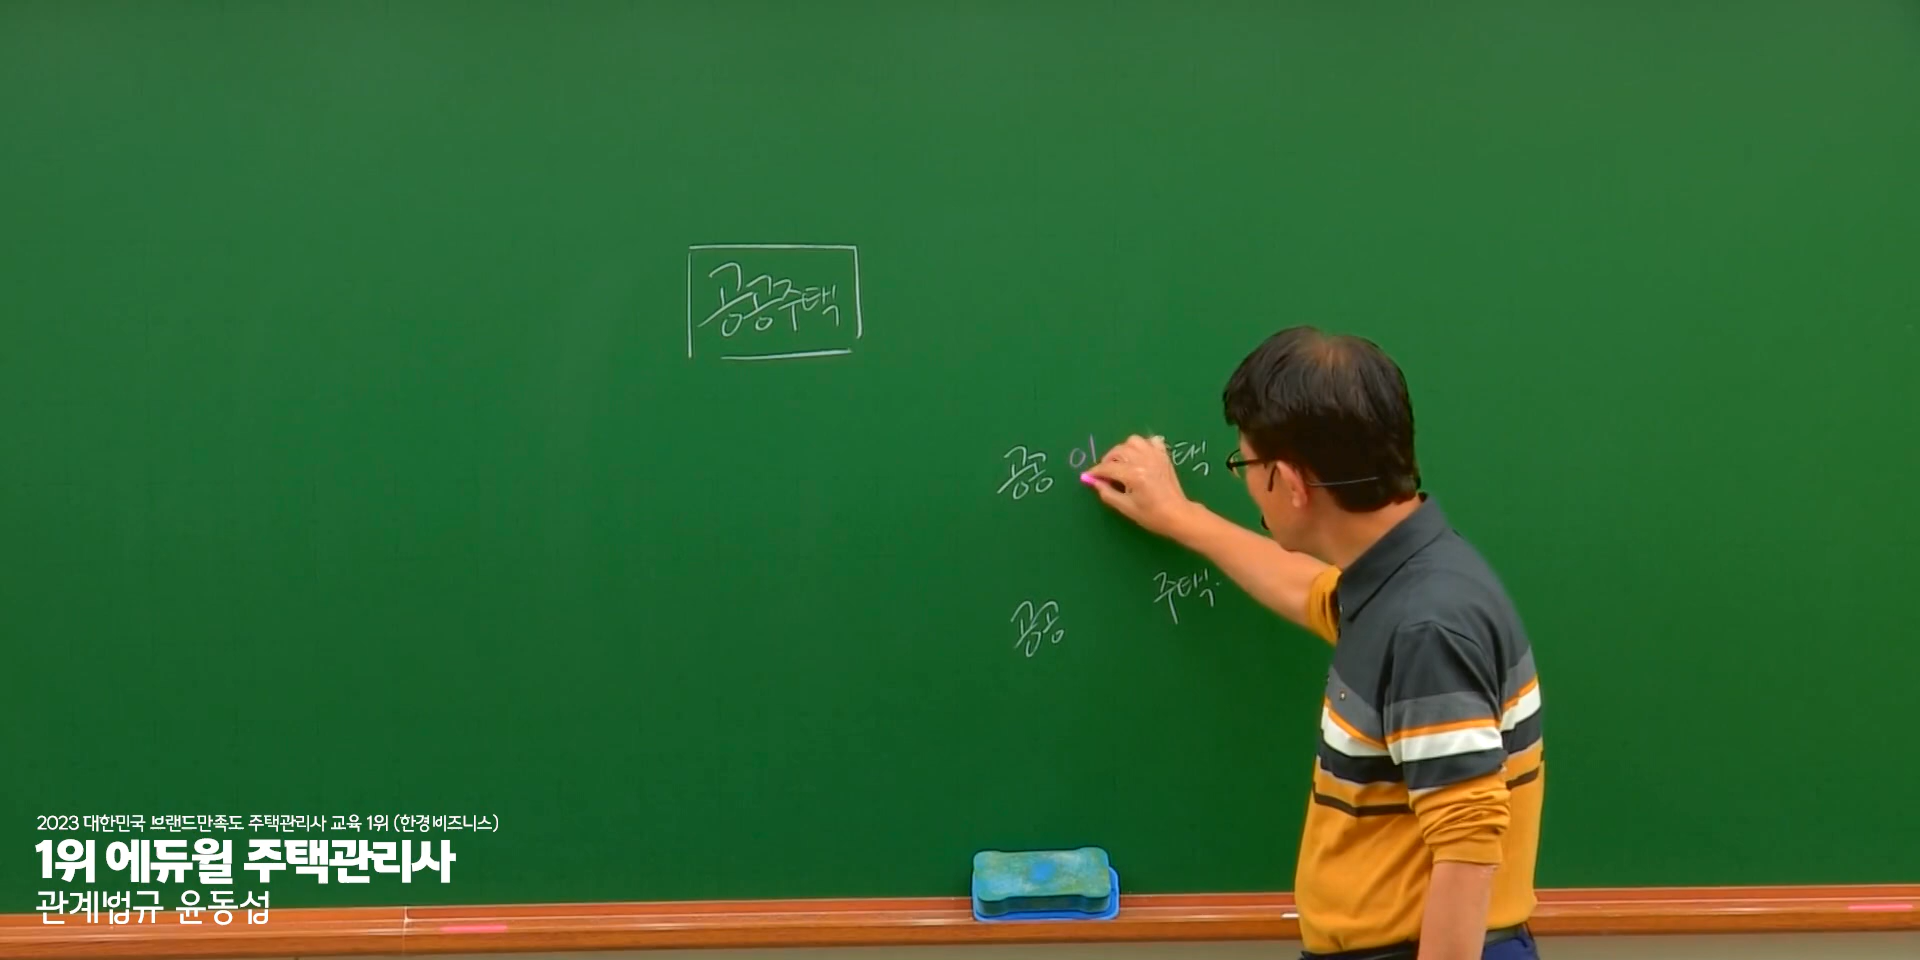 공공주택
공공 이 택
주택.
공공
2023 대한민국 브랜드만족도 주택관리사 교육 1위 (한경비즈니스)
1위 에듀윌 주택관리사
관계법규 윤동섭